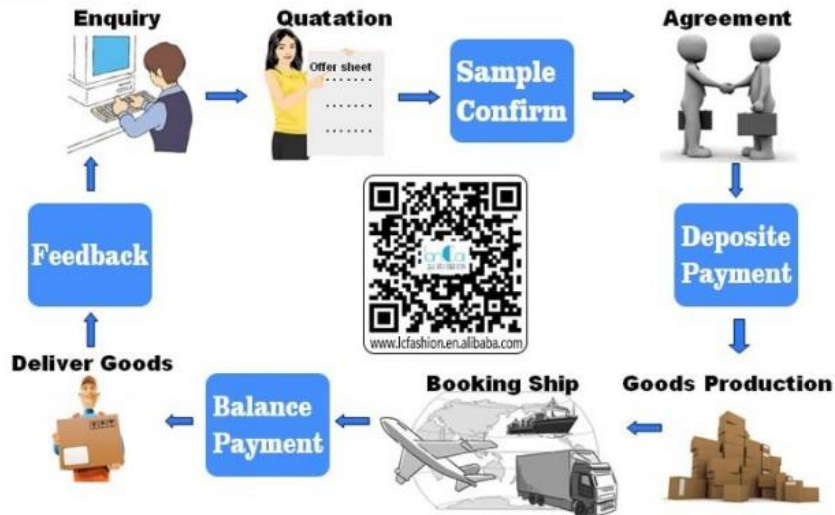 Enquiry
Quatation
Agreement
Offer sheet
Sample
Confirm
Feedback
Deposite
Payment
www.lcfashion.en.alibaba.com
Deliver Goods
Booking Ship
Goods Production
Balance
Payment